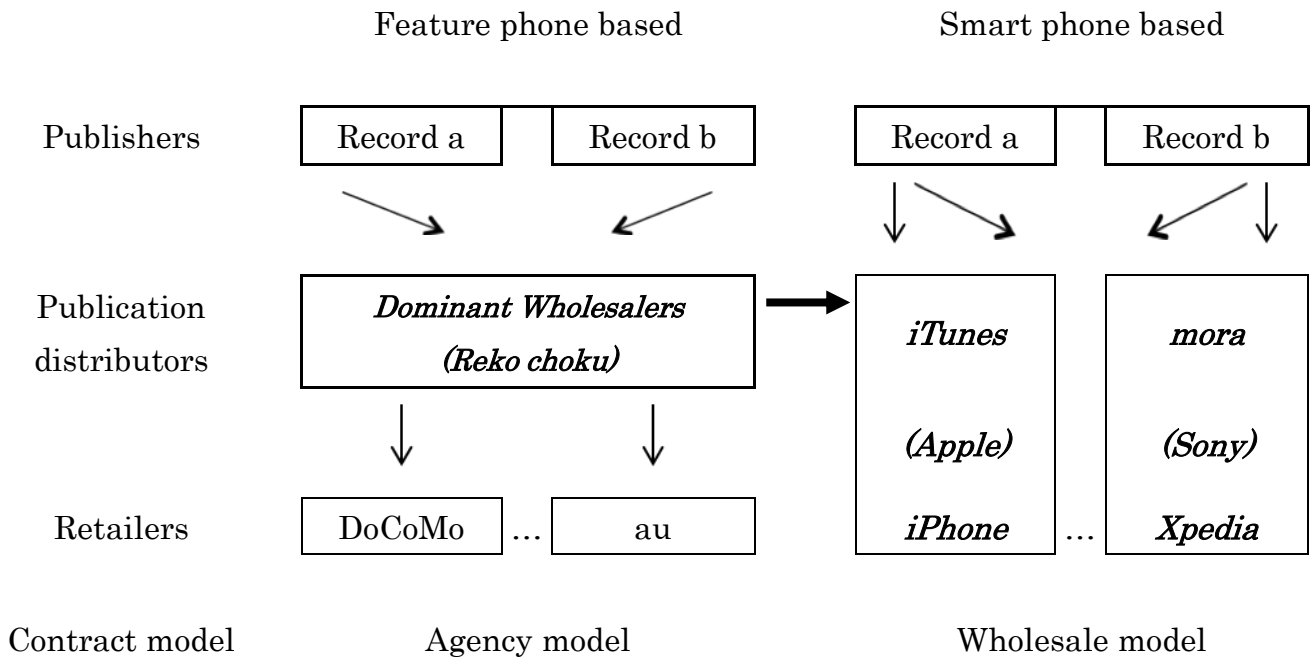 Feature phone based Smart phone based
Publishers Record a Record b Record a Record b
Publication
distributors
Dominant Wholesalers
(Reko choku)
iTunes mora
(Apple) (Sony)
Retailers DoCoMo … au iPhone … Xpedia
Contract model Agency model Wholesale model